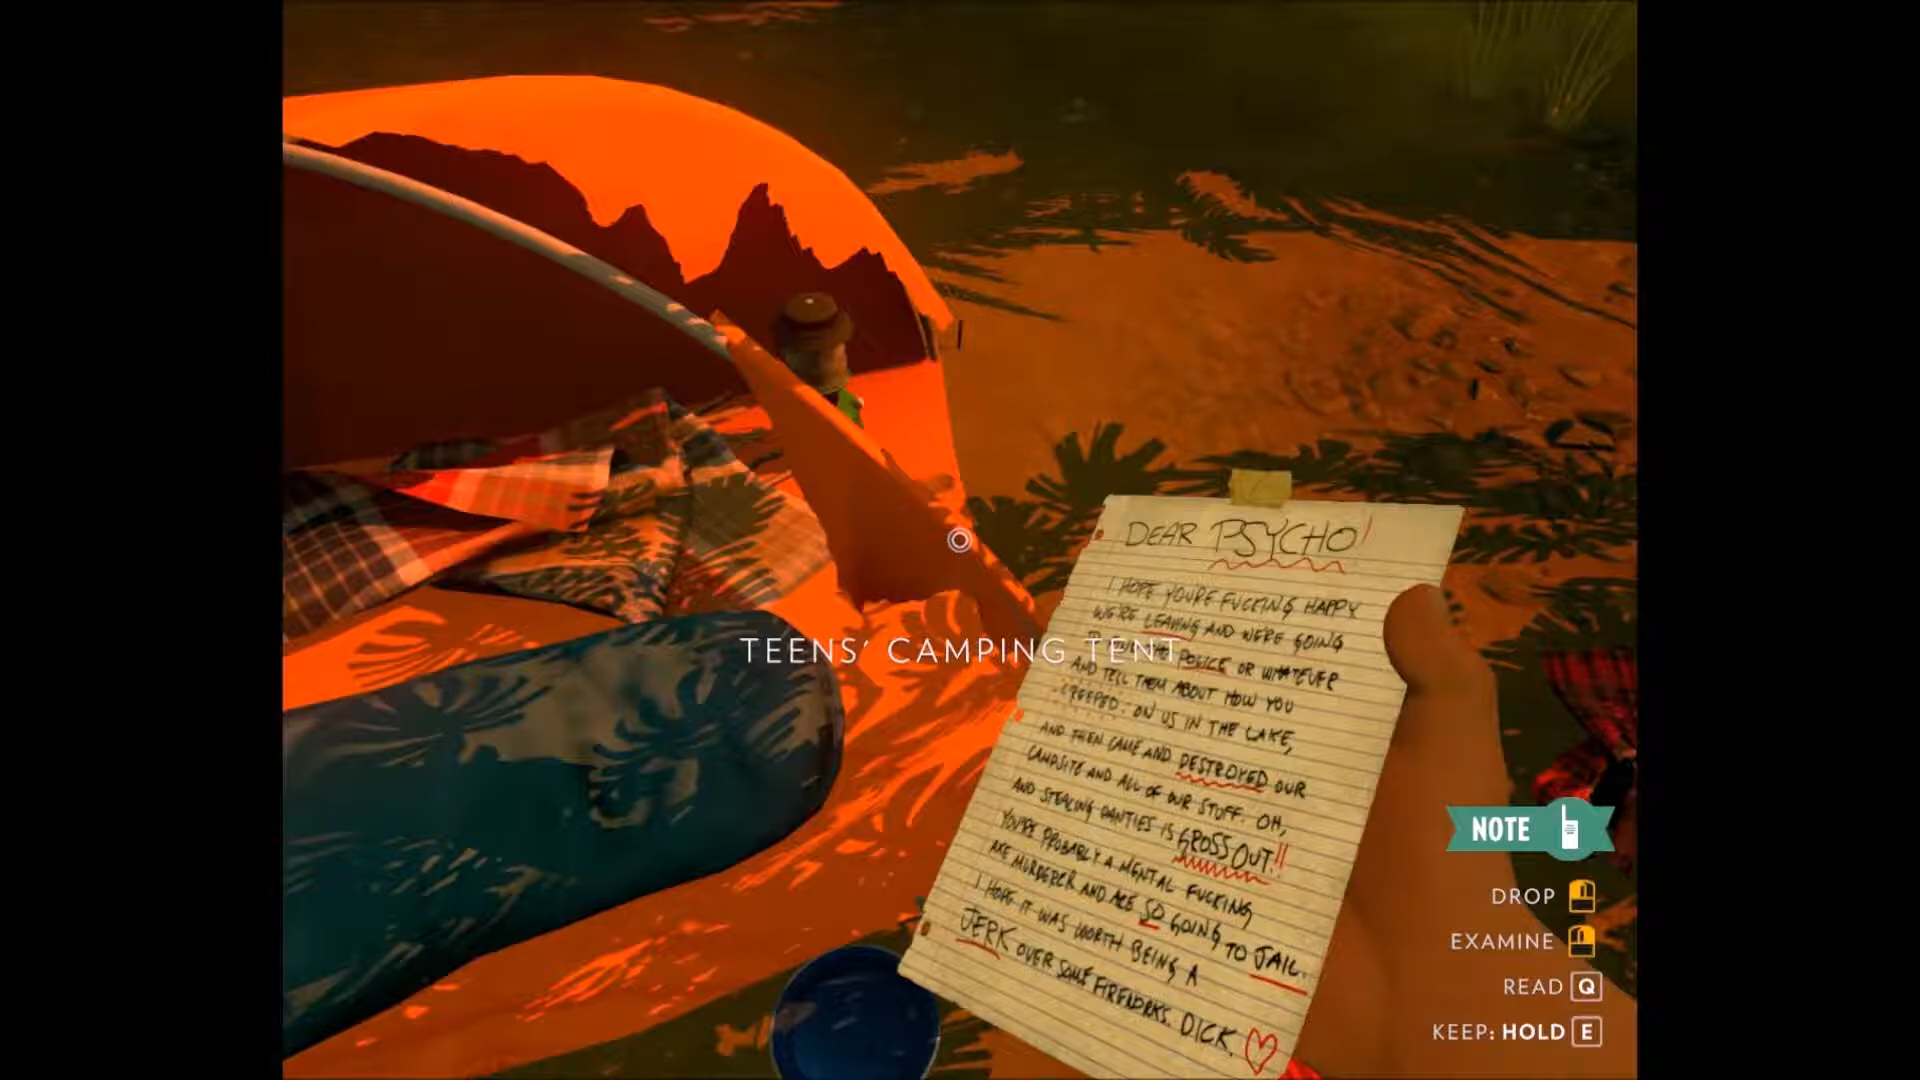 DEAR PSYCHO!
I HOPE YOU'RE FUCKING HAPPY
WE'RE LEAVING AND WE'RE GOING
POLICE OR WHATEVER
AND TELL THEM ABOUT HOW YOU
CREEPED: ON US IN THE LAKE,
AND THEN CAME AND DESTROYED OUR
CAMPSITE AND ALL OF OUR STUFF. OH,
AND STEALING PANTIES IS GROSS OUT!!
YOU'RE PROBABLY A MENTAL FUCKING
AXE MURDERER AND ARE SO GOING TO JAIL.
I HOPE IT WAS WORTH BEING A
JERK OVER SOME FIREWORKS. DICK.
TEENS' CAMPING TENT
NOTE
DROP
EXAMINE
READ Q
KEEP: HOLD E